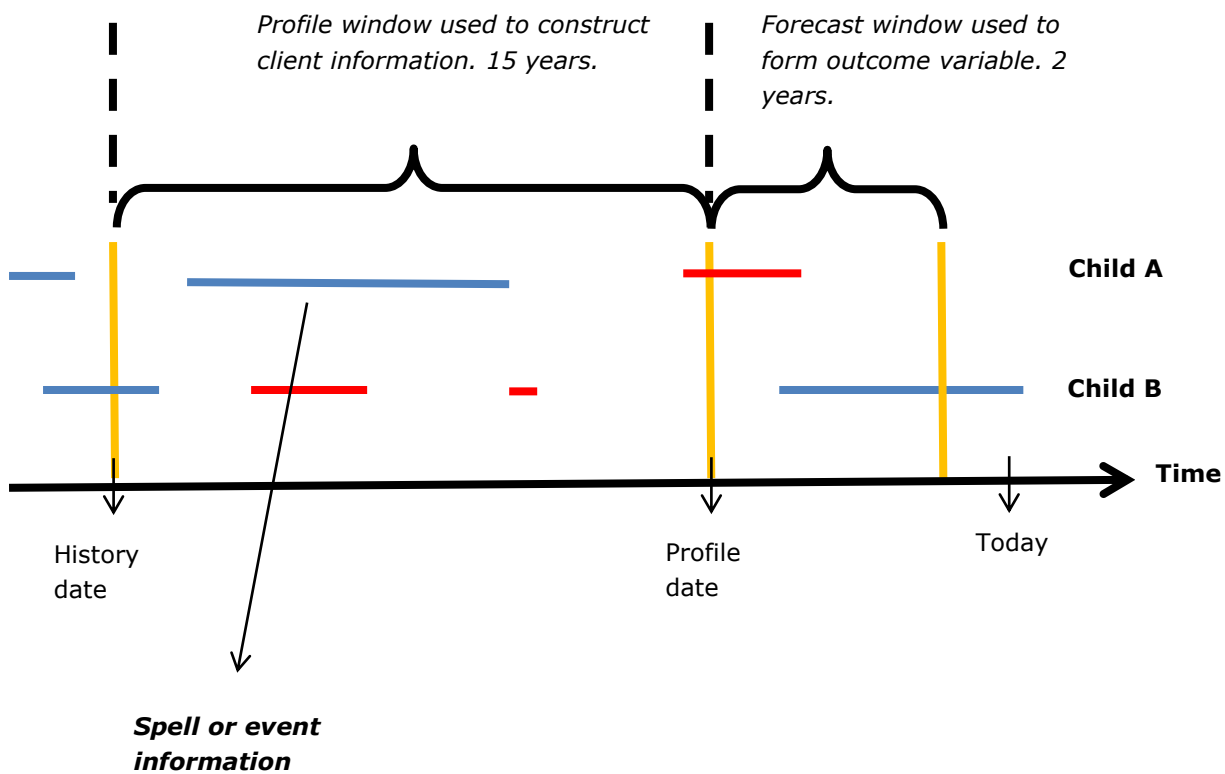 Profile window used to construct
client information. 15 years.
Forecast window used to
form outcome variable. 2
years.
Child A
Child B
Time
History
date
Profile
date
Today
Spell or event
information